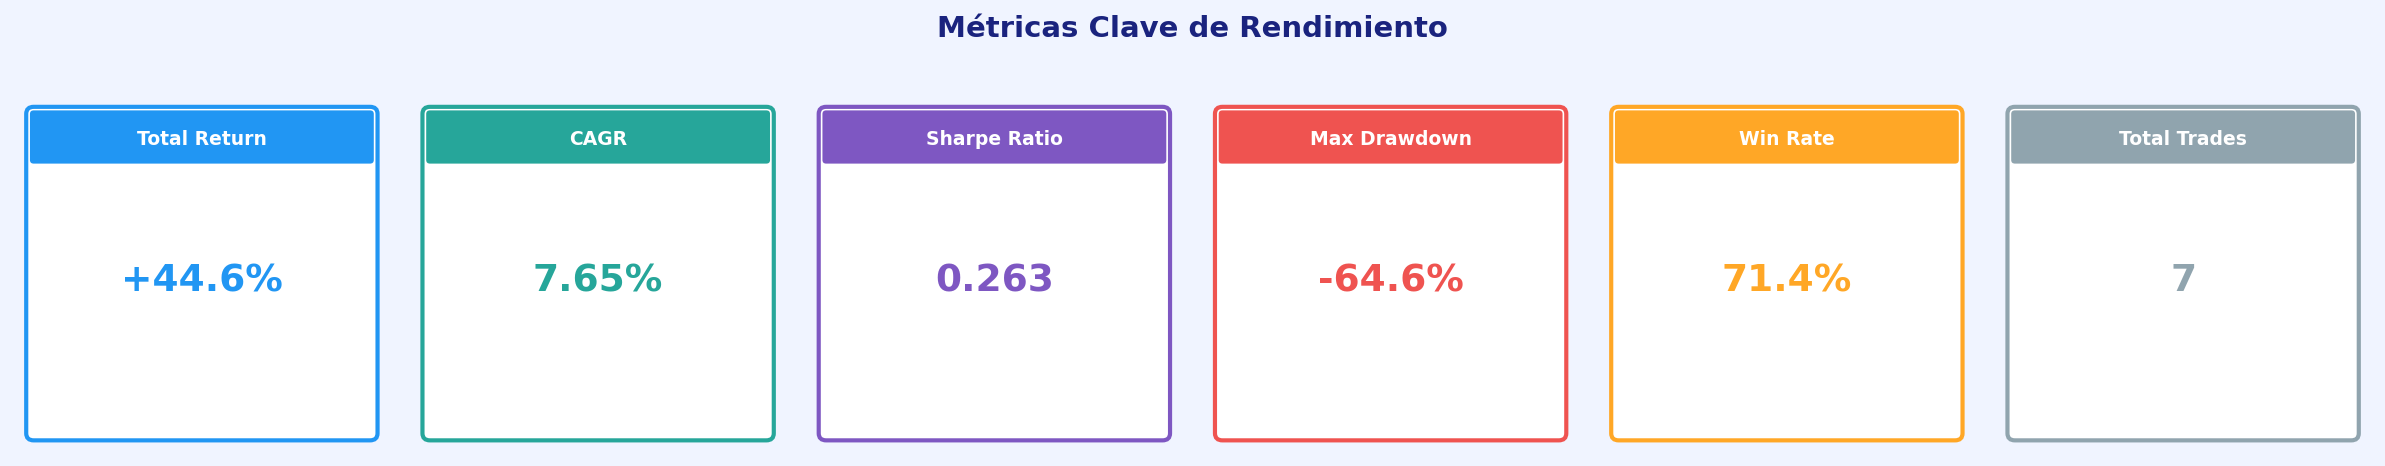 Métricas Clave de Rendimiento
Total Return
+44.6%
CAGR
7.65%
Sharpe Ratio
0.263
Max Drawdown
-64.6%
Win Rate
71.4%
Total Trades
7